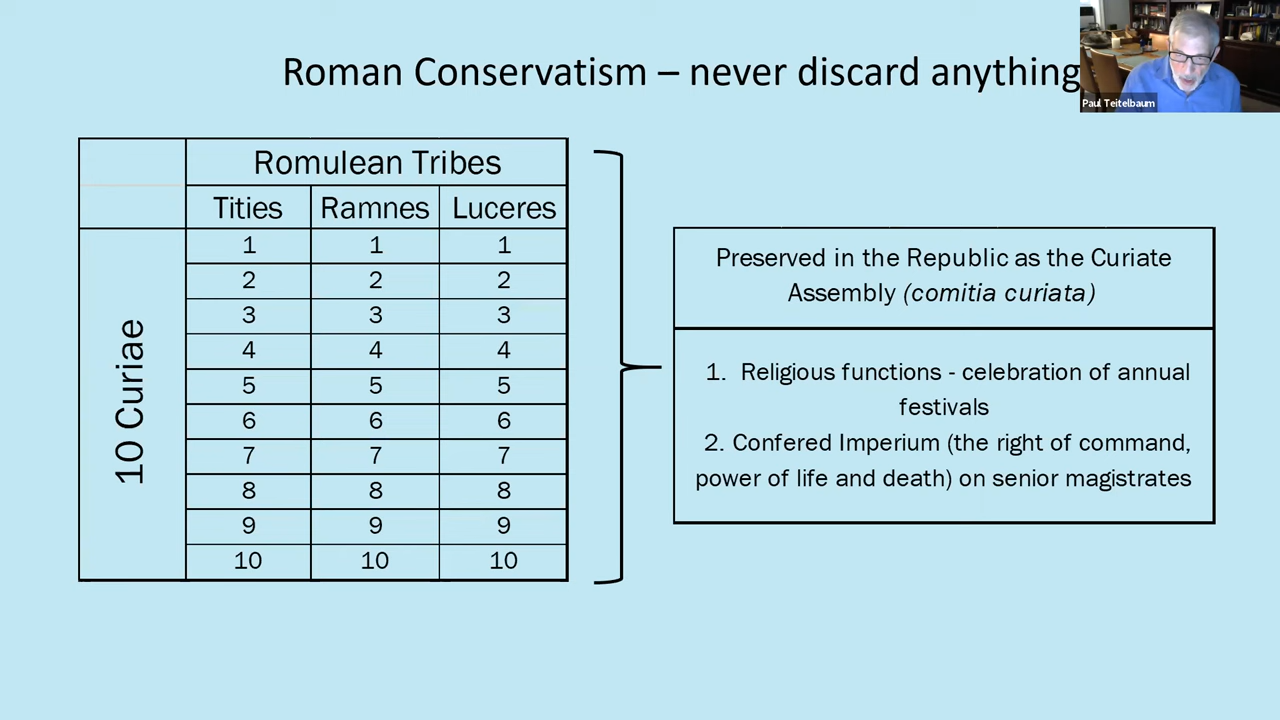 Roman Conservatism – never discard anything
Paul Teitelbaum
Romulean Tribes
Tities Ramnes Luceres
10 Curiae
1 1 1
2 2 2
3 3 3
4 4 4
5 5 5
6 6 6
7 7 7
8 8 8
9 9 9
10 10 10
Preserved in the Republic as the Curiate
Assembly (comitia curiata)
1. Religious functions - celebration of annual
festivals
2. Confered Imperium (the right of command,
power of life and death) on senior magistrates